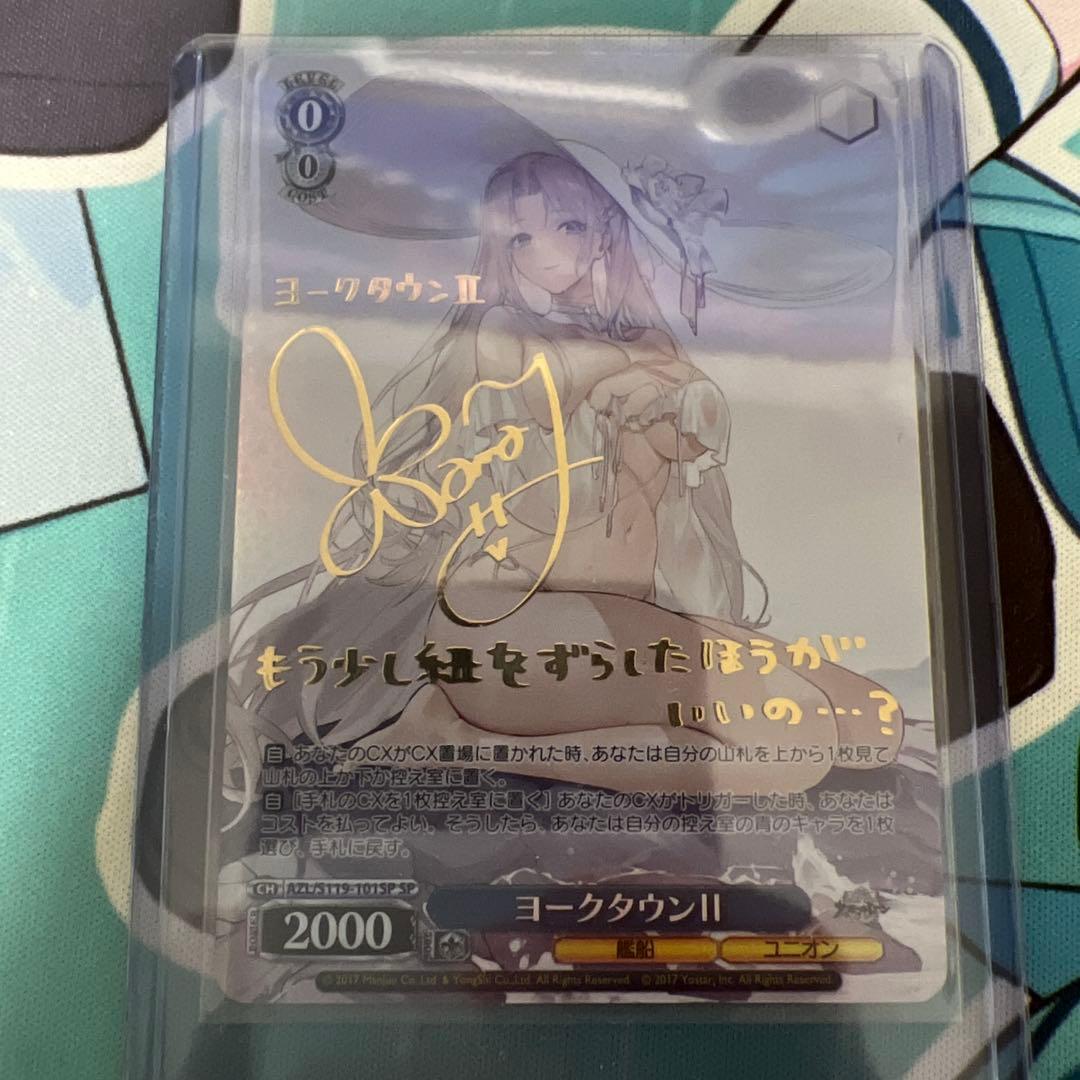 LEVEL
0
0
COST
ヨークタウンII
もう少し紐をずらしたほうが
いいの…?
自 あなたのCXがCX置場に置かれた時、あなたは自分の山札を上から1枚見て、
山札の上か下か控え室に置く。
自 [手札のCXを1枚控え室に置く] あなたのCXがトリガーした時、あなたは
コストを払ってよい。そうしたら、あなたは自分の控え室の青のキャラを1枚
選び、手札に戻す。
CH AZL/S119-101SP SP
POWER 2000
ヨークタウンII
艦船 ユニオン
© 2017 Manjuu Co.,Ltd. & YongShi Co.,Ltd. All Rights Reserved. © 2017 Yostar, Inc. All Rights Reserved.